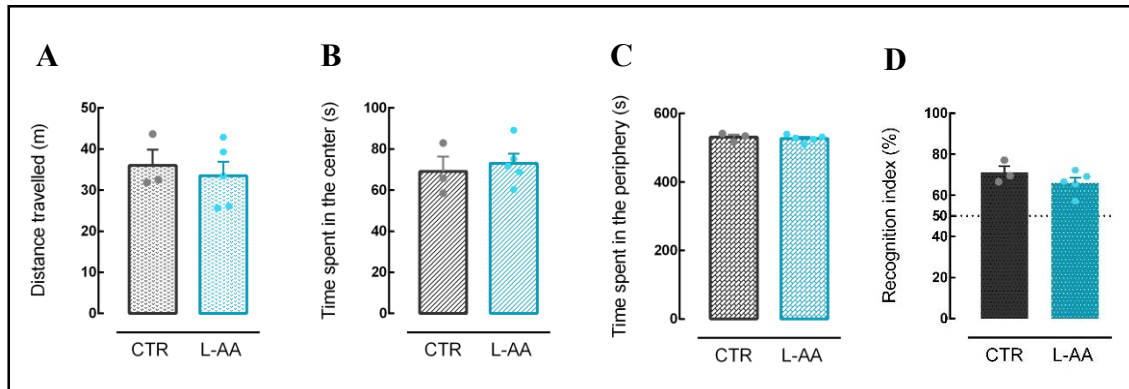 A
Distance travelled (m)
50
40
30
20
10
0
CTR L-AA
B
Time spent in the center (s)
100
80
60
40
20
0
CTR L-AA
C
Time spent in the periphery (s)
600
400
200
0
CTR L-AA
D
Recognition index (%)
100
80
60
50
40
20
0
CTR L-AA